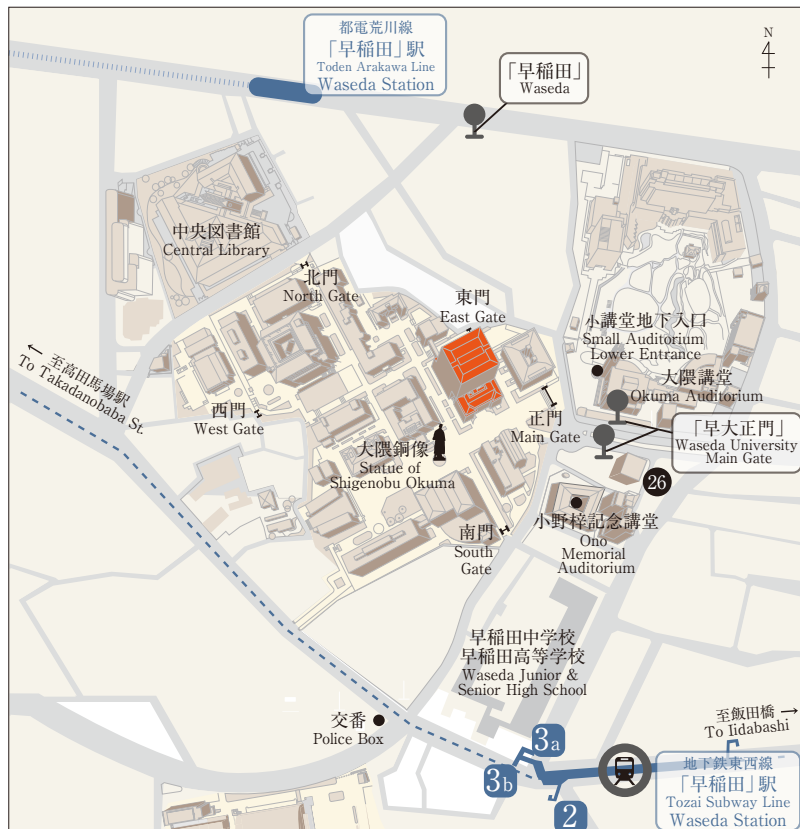 都電荒川線
「早稲田」駅
Toden Arakawa Line
Waseda Station
N
「早稲田」
Waseda
中央図書館
Central Library
北門
North Gate
東門
East Gate
小講堂地下入口
Small Auditorium
Lower Entrance
大隈講堂
Okuma Auditorium
← 至高田馬場駅
To Takadanobaba St.
西門
West Gate
正門
Main Gate
「早大正門」
Waseda University
Main Gate
大隈銅像
Statue of
Shigenobu Okuma
26
小野梓記念講堂
Ono
Memorial
Auditorium
南門
South
Gate
早稲田中学校
早稲田高等学校
Waseda Junior &
Senior High School
交番
Police Box
至飯田橋 →
To Iidabashi
3a
3b
2
地下鉄東西線
「早稲田」駅
Tozai Subway Line
Waseda Station